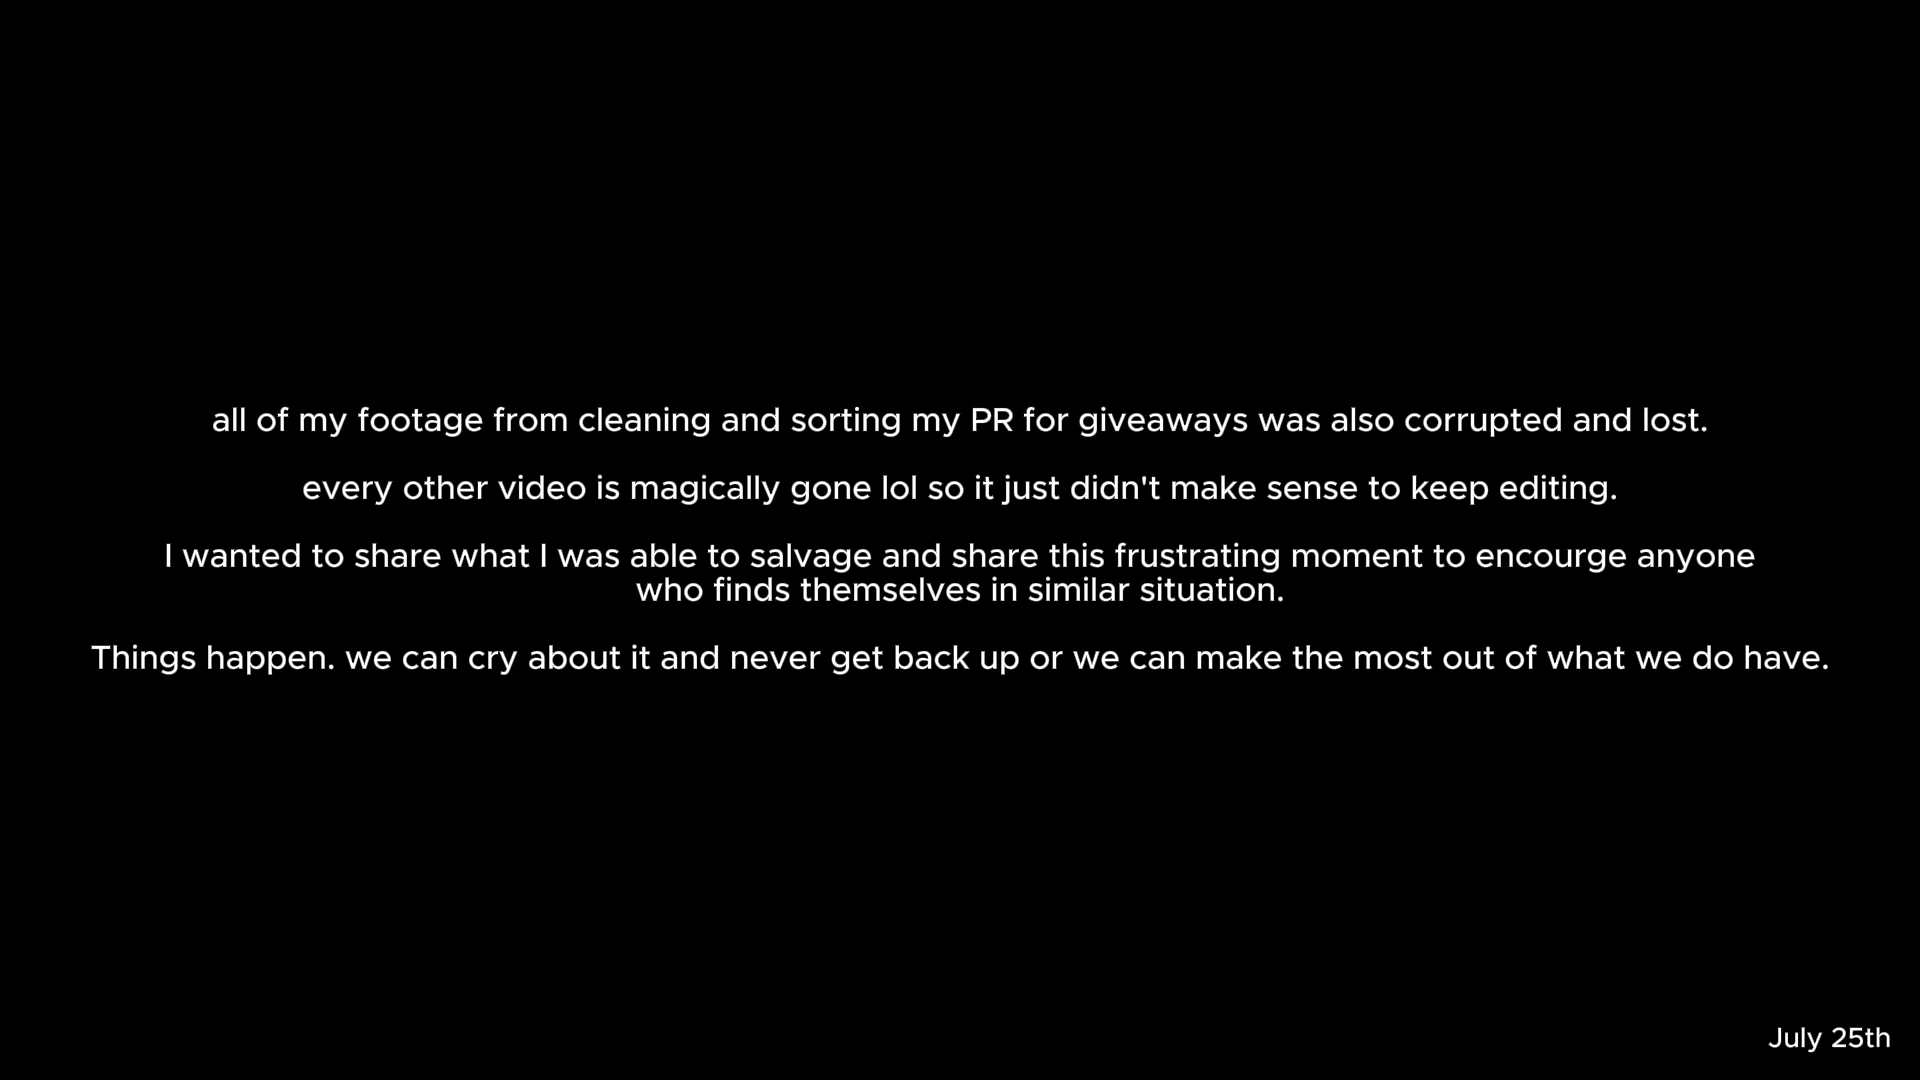 all of my footage from cleaning and sorting my PR for giveaways was also corrupted and lost.
every other video is magically gone lol so it just didn't make sense to keep editing.
I wanted to share what I was able to salvage and share this frustrating moment to encourge anyone
who finds themselves in similar situation.
Things happen. we can cry about it and never get back up or we can make the most out of what we do have.
July 25th